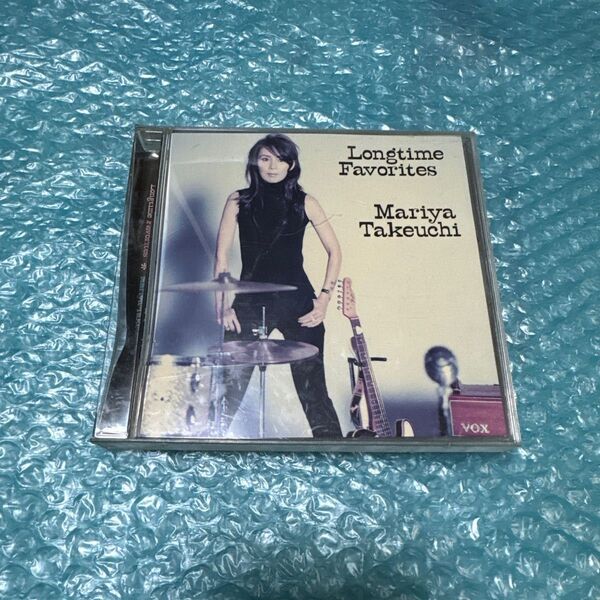 Longtime
Favorites
Mariya
Takeuchi
VOX